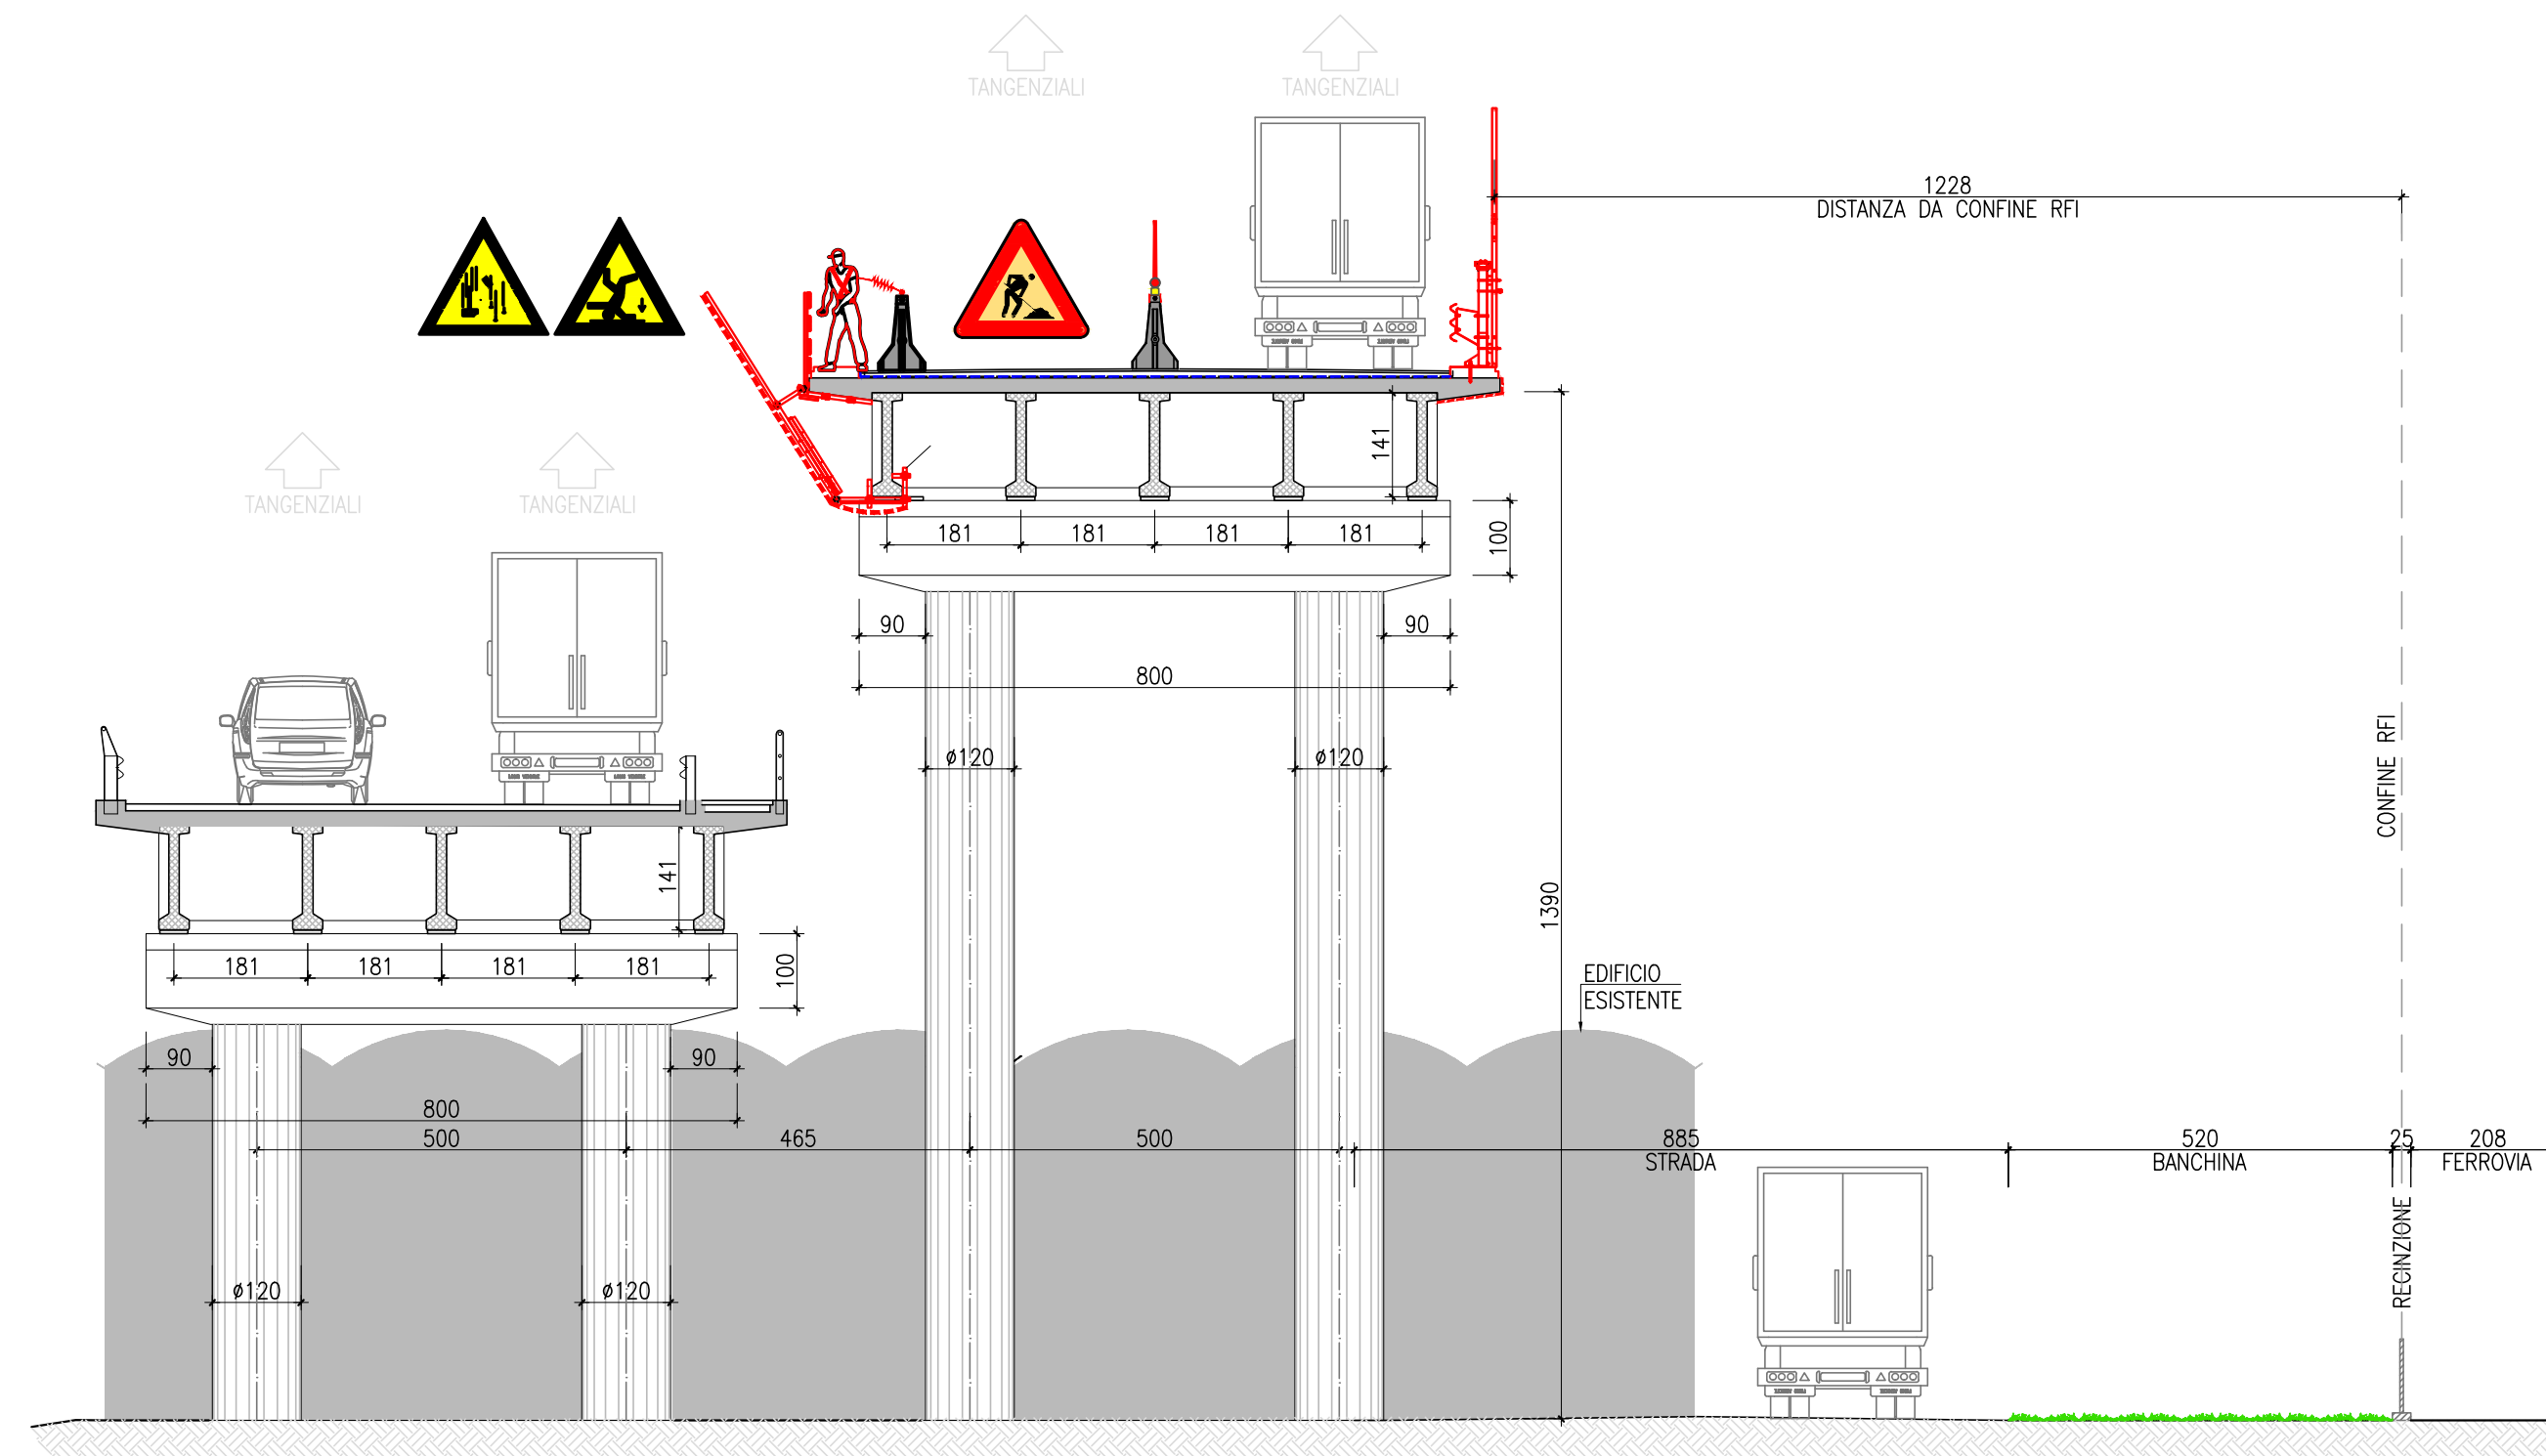 TANGENZIALI
TANGENZIALI
1228
DISTANZA DA CONFINE RFI
141
TANGENZIALI
TANGENZIALI
181
181
181
181
100
90
90
800
ø120
ø120
CONFINE RFI
141
1390
181
181
181
181
100
EDIFICIO
ESISTENTE
90
90
800
500
465
500
885
STRADA
520
BANCHINA
25
208
FERROVIA
RECINZIONE
ø120
ø120